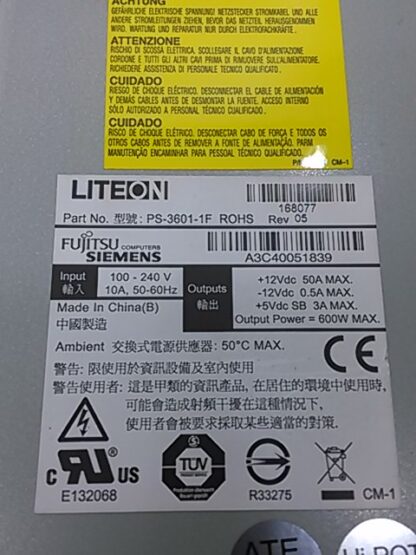 ACHTUNG
GEFÄHRLICHE ELEKTRISCHE SPANNUNG! NETZSTECKER STROMKABEL UND ALLE
ANDERE STROMLEITUNGEN ZIEHEN, BEVOR DAS NETZTEIL HERAUSGENOMMEN
WIRD, WARTUNG UND REPARATUR NUR DURCH ELEKTROFACHKRÄFTE.
ATTENZIONE
RISCHIO DI SCOSSA ELETTRICA. SCOLLEGARE IL CAVO D'ALIMENTAZIONE
CORDONE E TUTTI GLI ALTRI CAVI PRIMA DI RIMUOVERE SULL'ALIMENTATORE.
RICHIEDERE ASSISTENZA DI PERSONALE TECNICO QUALIFICATO.
CUIDADO
RIESGO DE CHOQUE ELÉCTRICO. DESCONECTAR EL CABLE DE AILMENTACIÓN
Y DEMÁS CABLES ANTES DE DESMONTAR LA FUENTE. ACCESO INTERNO
SÓLO AUTORIZADO A PERSONAL TÉCNICO CUALIFICADO.
CUIDADO
RISCO DE CHOQUE ELÉTRICO. DESCONECTAR CABO DE FORÇA E TODOS OS
OTROS CABOS ANTES DE REMOVER A FONTE DE ALIMENTAÇÃO. PARM
MANUTENÇÃO ENCAMINHAR PARA PESSOAL TÉCNICO QUALIFICADO.
CM-1
LITEON
168077
Part No. 型號: PS-3601-1F ROHS Rev 05
FUJITSU COMPUTERS
SIEMENS
A3C40051839
Input
輸入
100 - 240 V
10A, 50-60Hz
Outputs
輸出
+12Vdc 50A MAX.
-12Vdc 0.5A MAX.
+5Vdc SB 3A MAX.
Output Power = 600W MAX.
Made In China(B)
中國製造
Ambient 交換式電源供應器: 50°C MAX.
CE
警告: 限使用於資訊設備及室內使用
警告使用者: 這是甲類的資訊產品, 在居住的環境中使用時,
可能會造成射頻干擾在這種情況下,
使用者會被要求採取某些適當的對策.
C RU US
E132068
TÜV
R33275
CM-1
ATE
Hi-POT